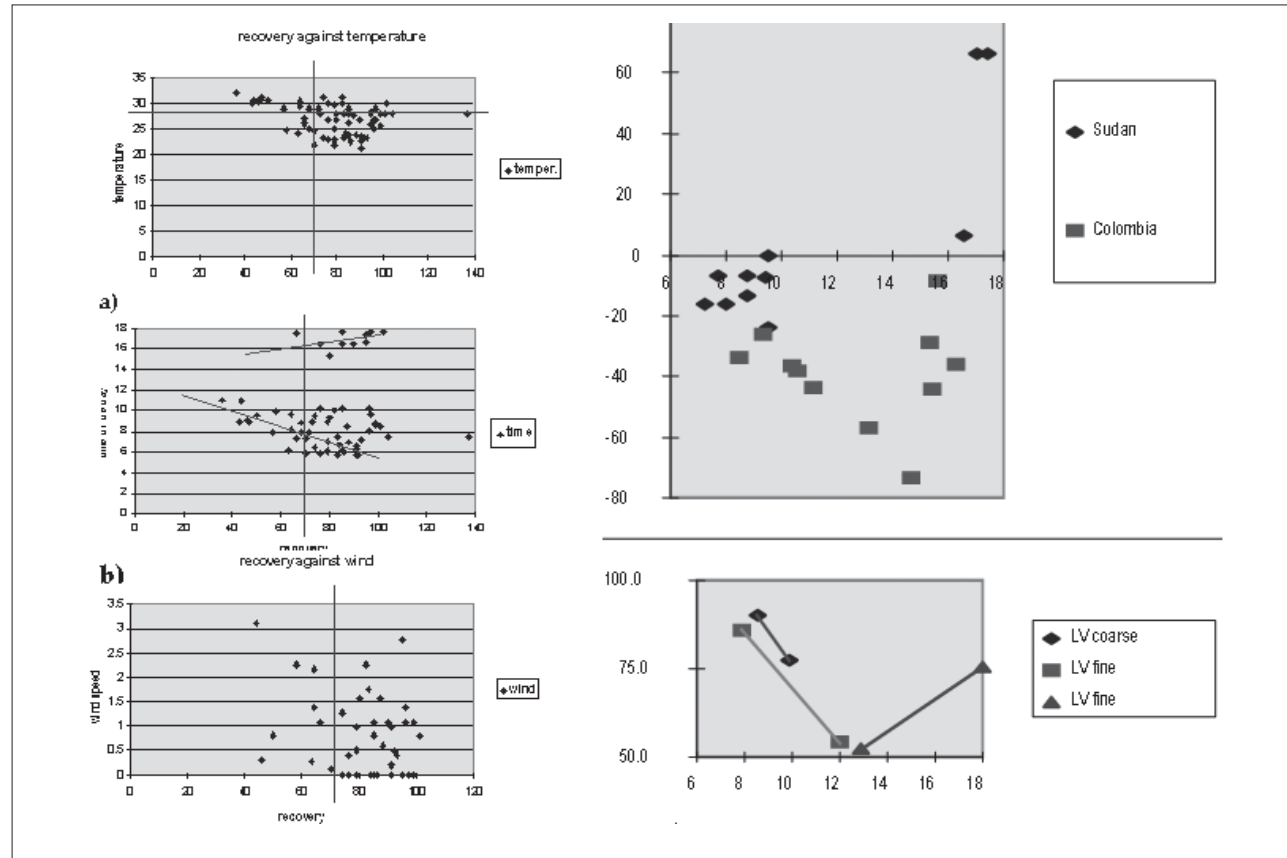 recovery against temperature
35
30
25
20
15
10
5
0
temperature
0 20 40 60 80 100 120 140
temper.
a)
18
16
14
12
10
8
6
4
2
0
0 20 40 60 80 100 120 140
time
recovery against wind
b)
3.5
3
2.5
2
1.5
1
0.5
0
wind speed
0 20 40 60 80 100 120
recovery
wind
60
40
20
0
-20
-40
-60
-80
6 8 10 12 14 16 18
Sudan
Colombia
100.0
75.0
50.0
6 8 10 12 14 16 18
LV coarse
LV fine
LV fine